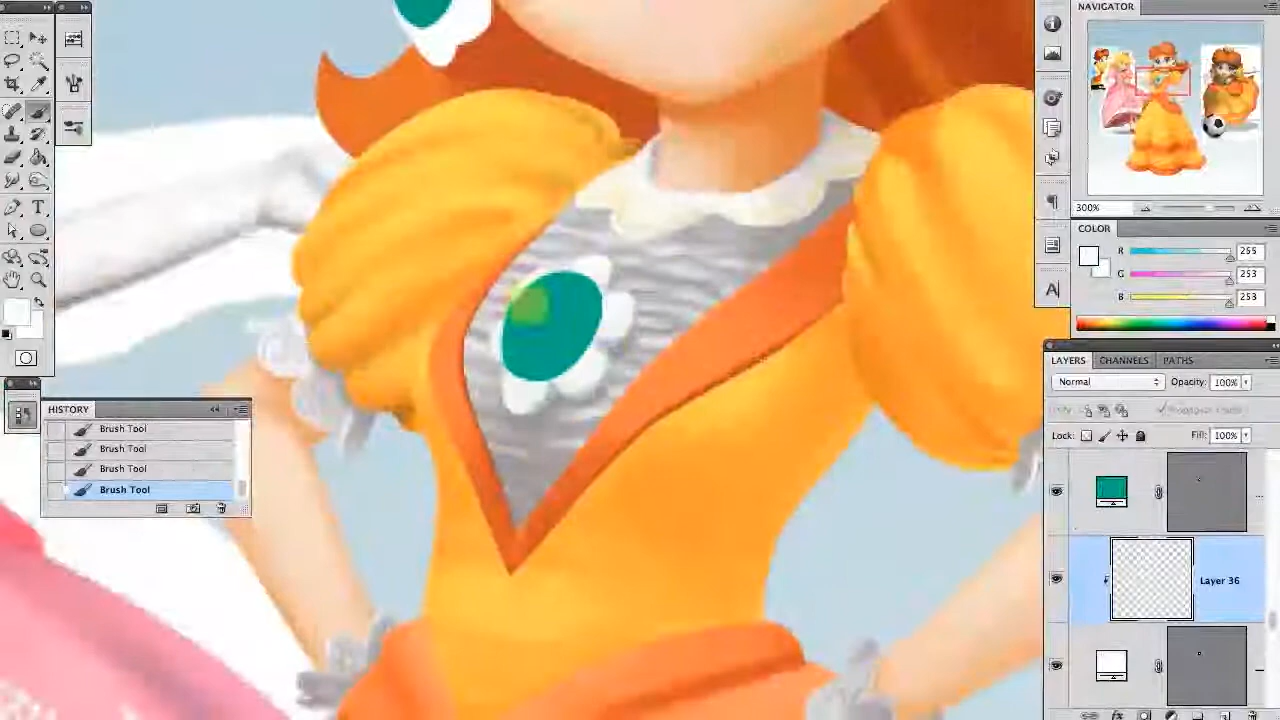 NAVIGATOR
300%
COLOR
R 255
G 253
B 253
LAYERS CHANNELS PATHS
Normal Opacity: 100%
Lock: Fill: 100%
Layer 36
HISTORY
Brush Tool
Brush Tool
Brush Tool
Brush Tool